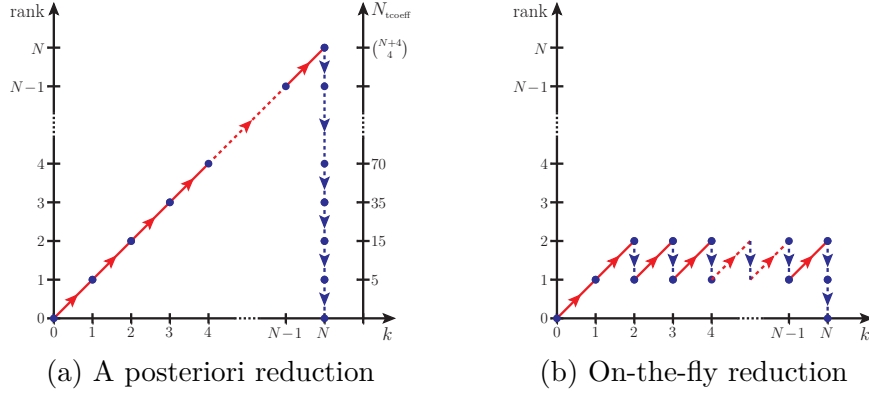 rank
N_tcoeff
N
(N+4 4)
N−1
4
70
3
35
2
15
1
5
0
0
1
2
3
4
N−1
N
k
(a) A posteriori reduction
rank
N
N−1
4
3
2
1
0
0
1
2
3
4
N−1
N
k
(b) On-the-fly reduction